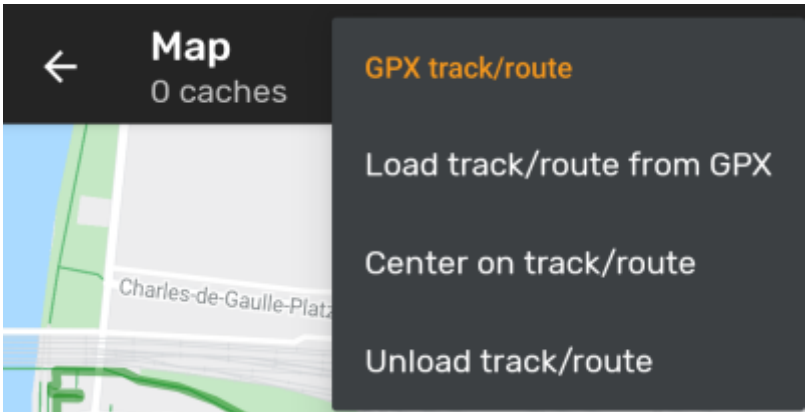 Map
0 caches
GPX track/route
Load track/route from GPX
Center on track/route
Unload track/route
Charles-de-Gaulle-Platz